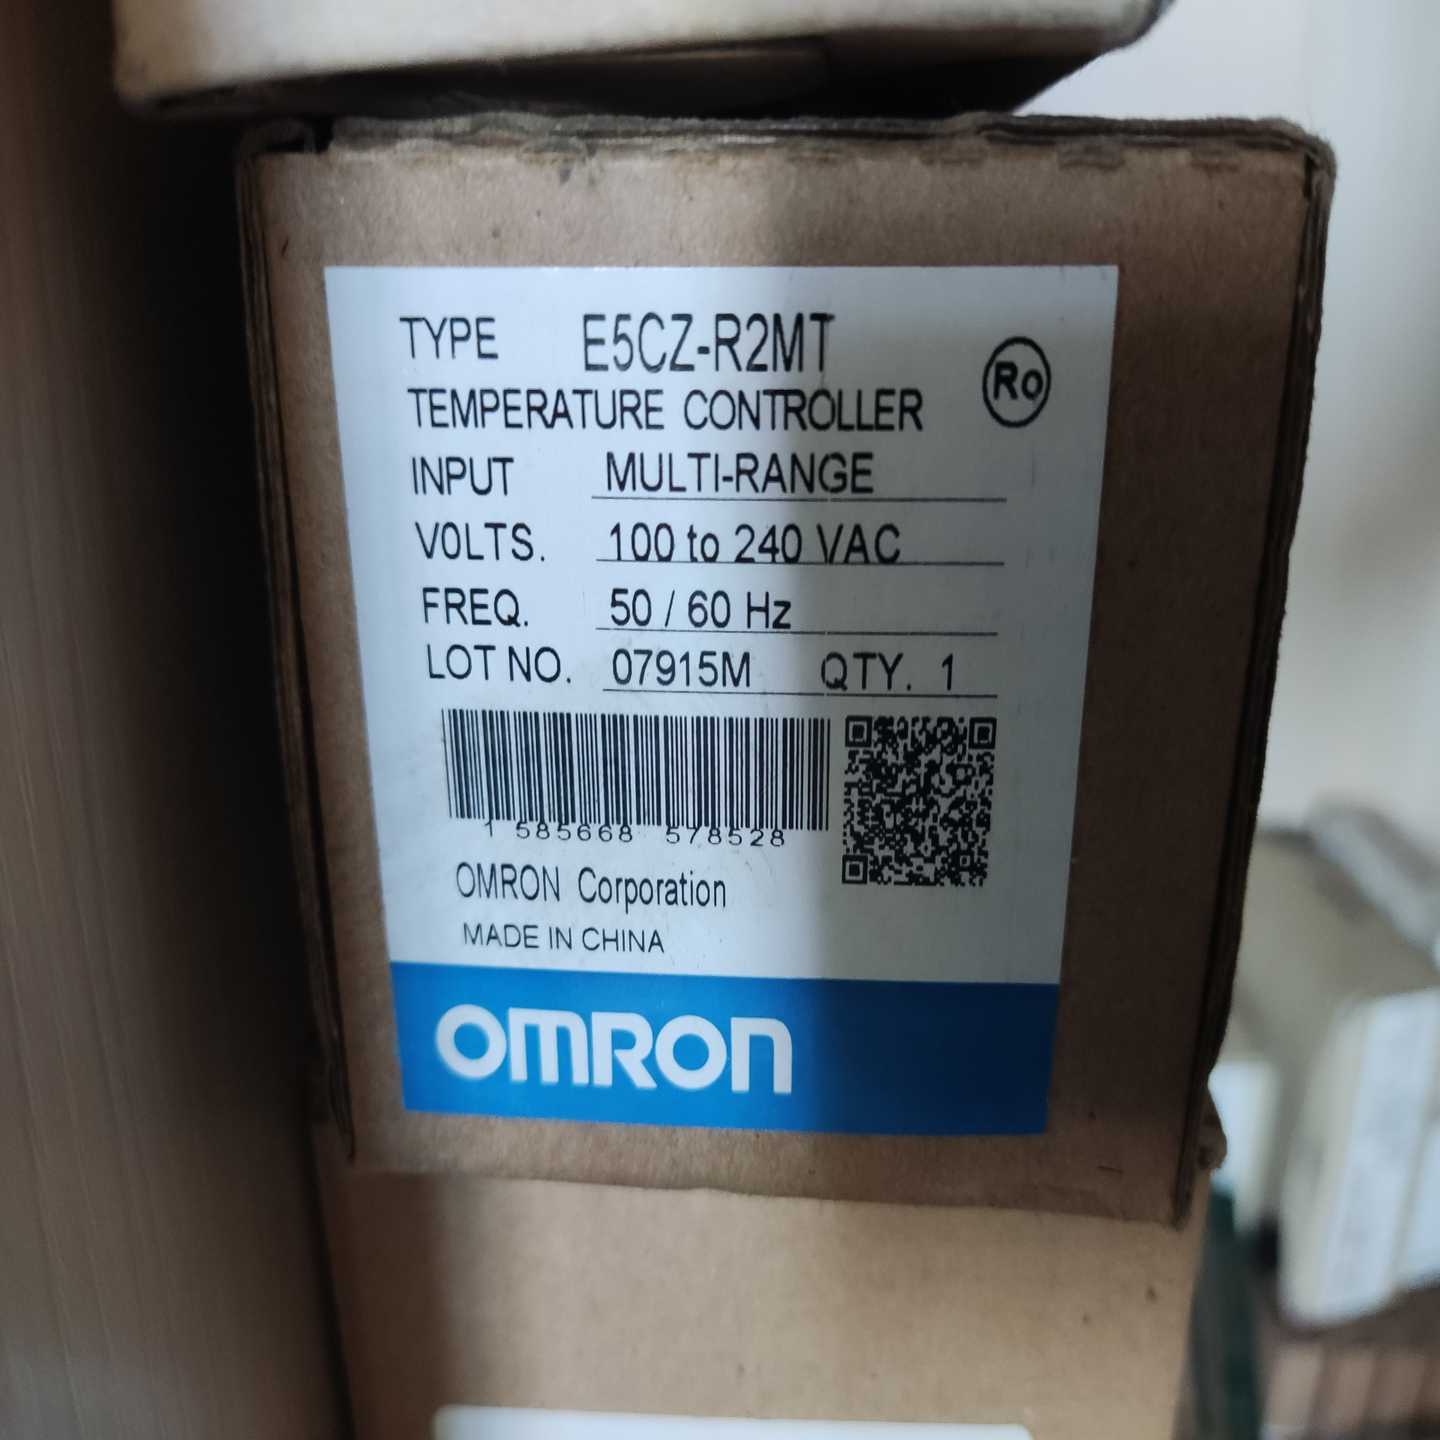 TYPE E5CZ-R2MT
Ro
TEMPERATURE CONTROLLER
INPUT MULTI-RANGE
VOLTS. 100 to 240 VAC
FREQ. 50 / 60 Hz
LOT NO. 07915M QTY. 1
1 585668 578528
OMRON Corporation
MADE IN CHINA
OMRON